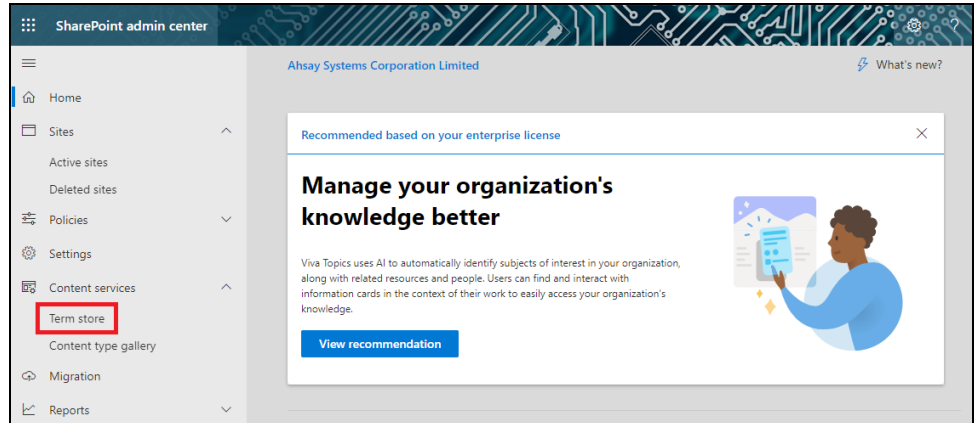 SharePoint admin center
?
Ahsay Systems Corporation Limited
What's new?
Home
Sites
Active sites
Deleted sites
Policies
Settings
Content services
Term store
Content type gallery
Migration
Reports
Recommended based on your enterprise license
Manage your organization's
knowledge better
Viva Topics uses AI to automatically identify subjects of interest in your organization,
along with related resources and people. Users can find and interact with
information cards in the context of their work to easily access your organization's
knowledge.
View recommendation